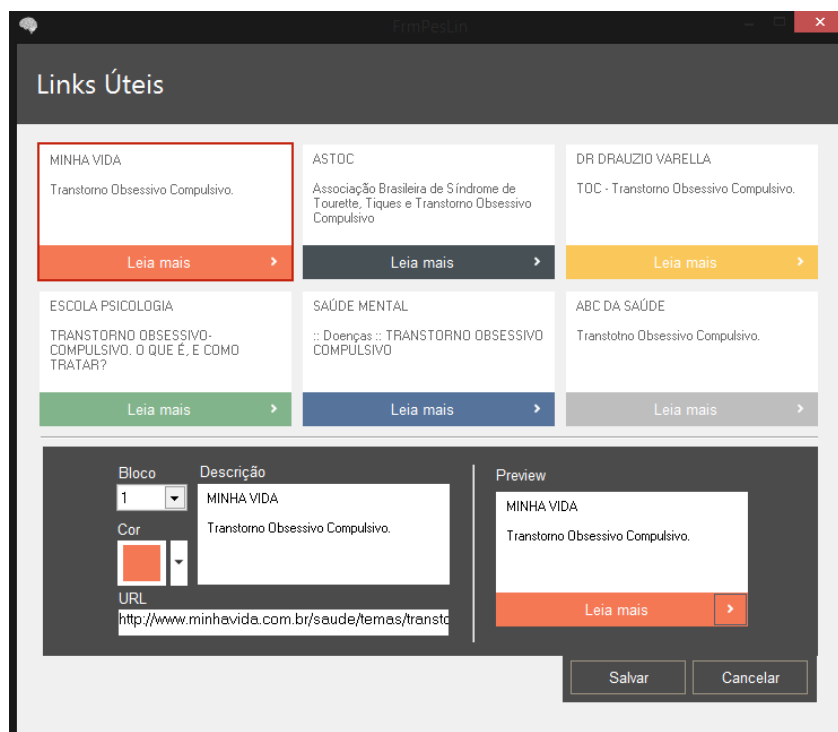 FrmPesLin
Links Úteis
MINHA VIDA
Transtorno Obsessivo Compulsivo.
Leia mais
ASTOC
Associação Brasileira de Síndrome de
Tourette, Tiques e Transtorno Obsessivo
Compulsivo
Leia mais
DR DRAUZIO VARELLA
TOC - Transtorno Obsessivo Compulsivo.
Leia mais
ESCOLA PSICOLOGIA
TRANSTORNO OBSESSIVO-
COMPULSIVO. O QUE É, E COMO
TRATAR?
Leia mais
SAÚDE MENTAL
:: Doenças :: TRANSTORNO OBSESSIVO
COMPULSIVO
Leia mais
ABC DA SAÚDE
Transtotno Obsessivo Compulsivo.
Leia mais
Bloco
1
Cor
Descrição
MINHA VIDA
Transtorno Obsessivo Compulsivo.
URL
http://www.minhavida.com.br/saude/temas/transto
Preview
MINHA VIDA
Transtorno Obsessivo Compulsivo.
Leia mais
Salvar
Cancelar